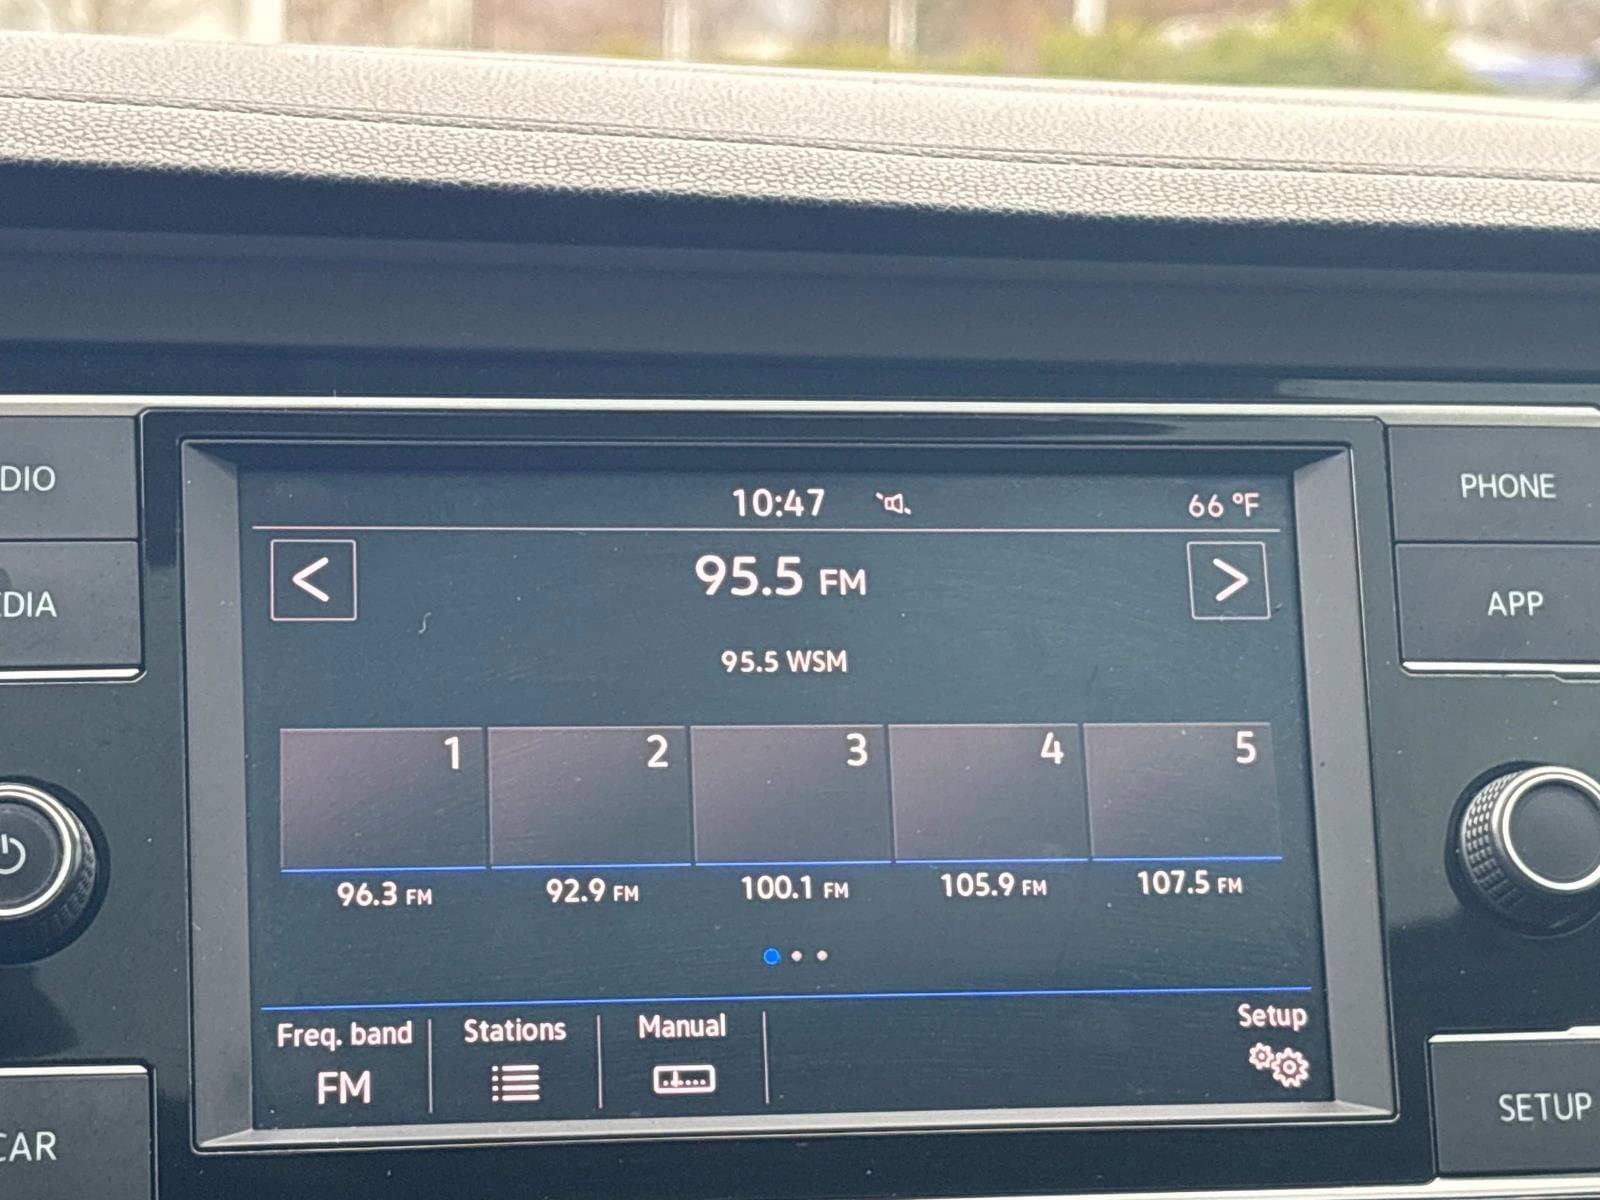 10:47 66 °F
DIO
PHONE
< 95.5 FM >
EDIA
APP
95.5 WSM
1 2 3 4 5
96.3 FM 92.9 FM 100.1 FM 105.9 FM 107.5 FM
Freq. band Stations Manual Setup
FM
CAR
SETUP